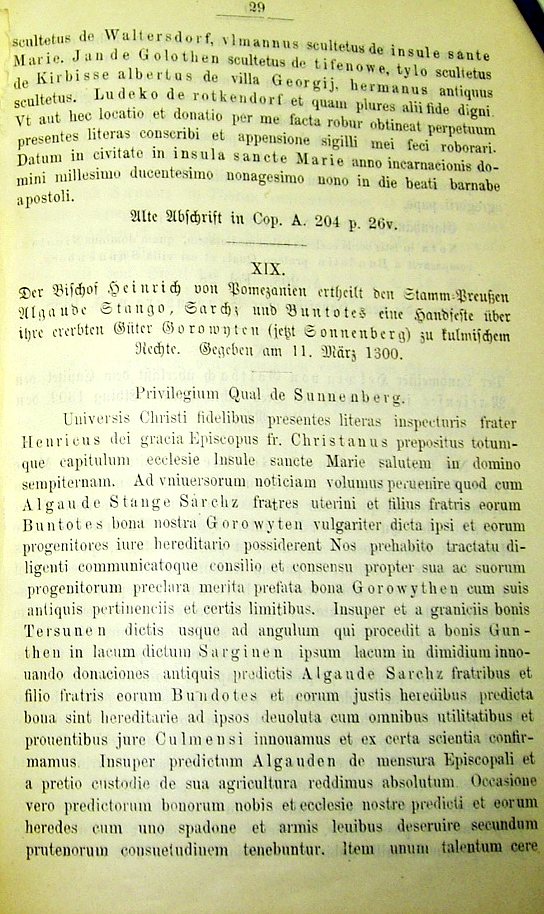 29
scultetus de Waltersdorf, vlmannus scultetus de insule sante
Marie. Jan de Golothen scultetus de tifenowe, tylo scultetus
de Kirbisse albertus de villa Georgij, hermanus antiquus
scultetus. Ludeko de rotkendorf et quam plures alii fide digni.
Vt aut hec locatio et donatio per me facta robur obtineat perpetuum
presentes literas conscribi et appensione sigilli mei feci roborari.
Datum in civitate in insula sancte Marie anno incarnacionis do-
mini millesimo ducentesimo nonagesimo nono in die beati barnabe
apostoli.
Alte Abschrift in Cop. A. 204 p. 26v.
XIX.
Der Bischof Heinrich von Pomezanien ertheilt den Stamm-Preußen
Algaude Stango, Sarchz und Buntotes eine Handfeste über
ihre ererbten Güter Gorowyten (jetzt Sonnenberg) zu kulmischem
Rechte. Gegeben am 11. März 1300.
Privilegium Qual de Sunnenberg.
Universis Christi fidelibus presentes literas inspecturis frater
Henricus dei gracia Episcopus fr. Christanus prepositus totum-
que capitulum ecclesie Insule sancte Marie salutem in domino
sempiternam. Ad vniuersorum noticiam volumus peruenire quod cum
Algaude Stange Sarchz fratres uterini et filius fratris eorum
Buntotes bona nostra Gorowyten vulgariter dicta ipsi et eorum
progenitores iure hereditario possiderent Nos prehabito tractatu di-
ligenti communicatoque consilio et consensu propter sua ac suorum
progenitorum preclara merita prefata bona Gorowythen cum suis
antiquis pertinenciis et certis limitibus. Insuper et a graniciis bonis
Tersunen dictis usque ad angulum qui procedit a bonis Gun-
then in lacum dictum Sarginen ipsum lacum in dimidium inno-
uando donaciones antiquis predictis Algaude Sarchz fratribus et
filio fratris eorum Bundotes et eorum justis heredibus predicta
bona sint hereditarie ad ipsos deuoluta cum omnibus utilitatibus et
prouentibus jure Culmensi innouamus et ex certa scientia confir-
mamus. Insuper predictum Algauden de mensura Episcopali et
a pretio custodie de sua agricultura reddimus absolutum. Occasione
vero predictorum bonorum nobis et ecclesie nostre predicti et eorum
heredes cum uno spadone et armis leuibus deseruire secundum
prutenorum consuetudinem tenebuntur. Item unum talentum cere